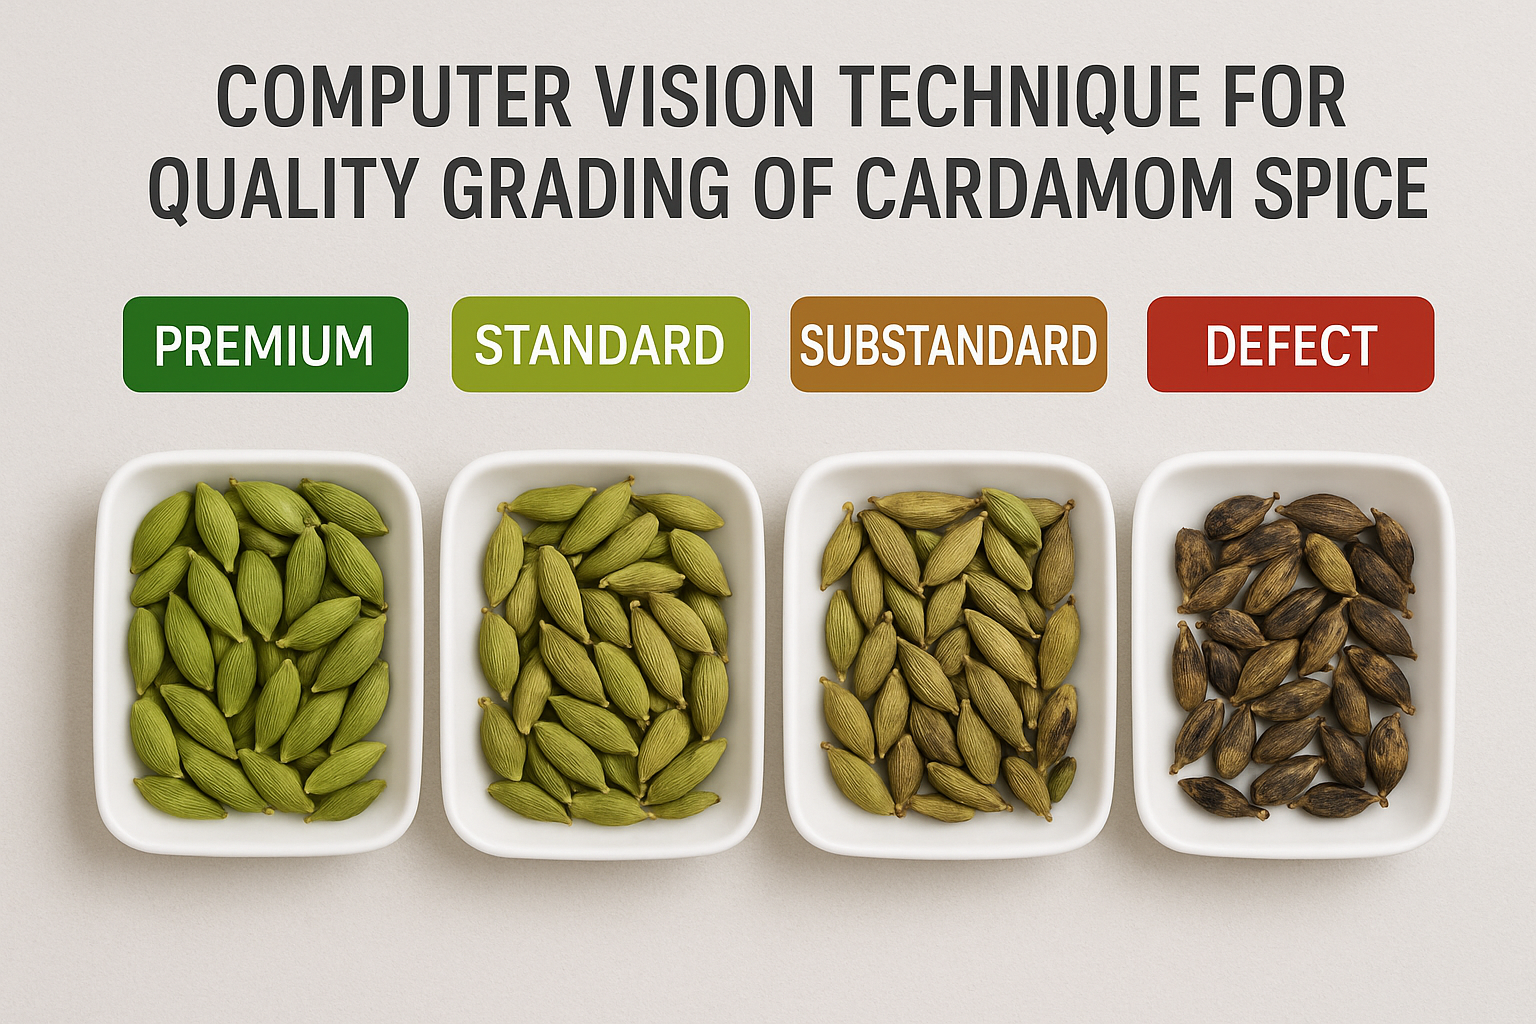 COMPUTER VISION TECHNIQUE FOR
QUALITY GRADING OF CARDAMOM SPICE
PREMIUM
STANDARD
SUBSTANDARD
DEFECT